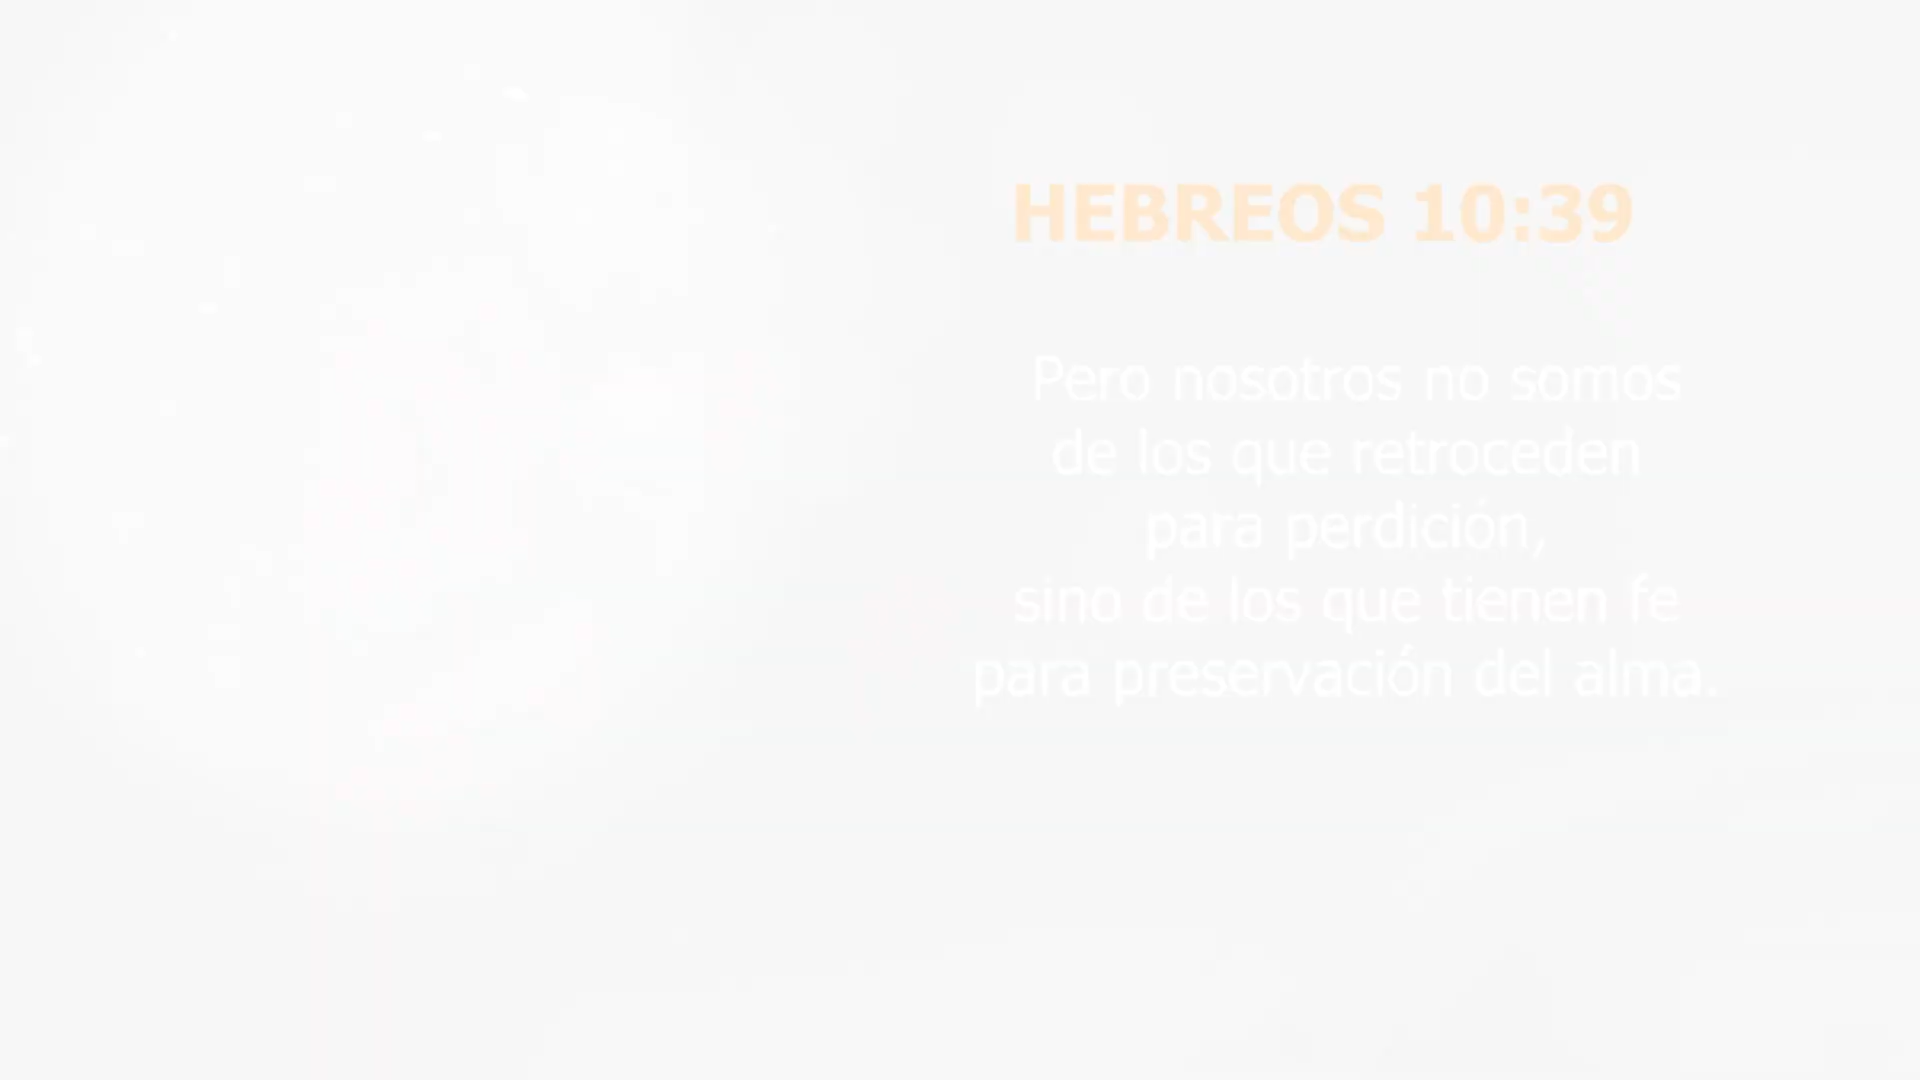 HEBREOS 10:39
Pero nosotros no somos
de los que retroceden
para perdición,
sino de los que tienen fe
para preservación del alma.